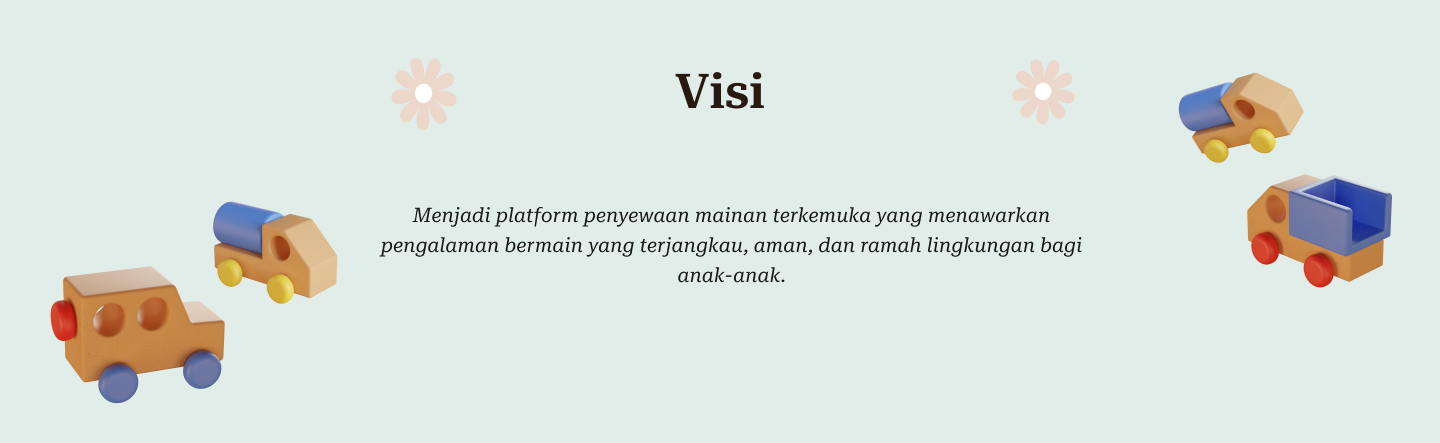 Visi
Menjadi platform penyewaan mainan terkemuka yang menawarkan
pengalaman bermain yang terjangkau, aman, dan ramah lingkungan bagi
anak-anak.